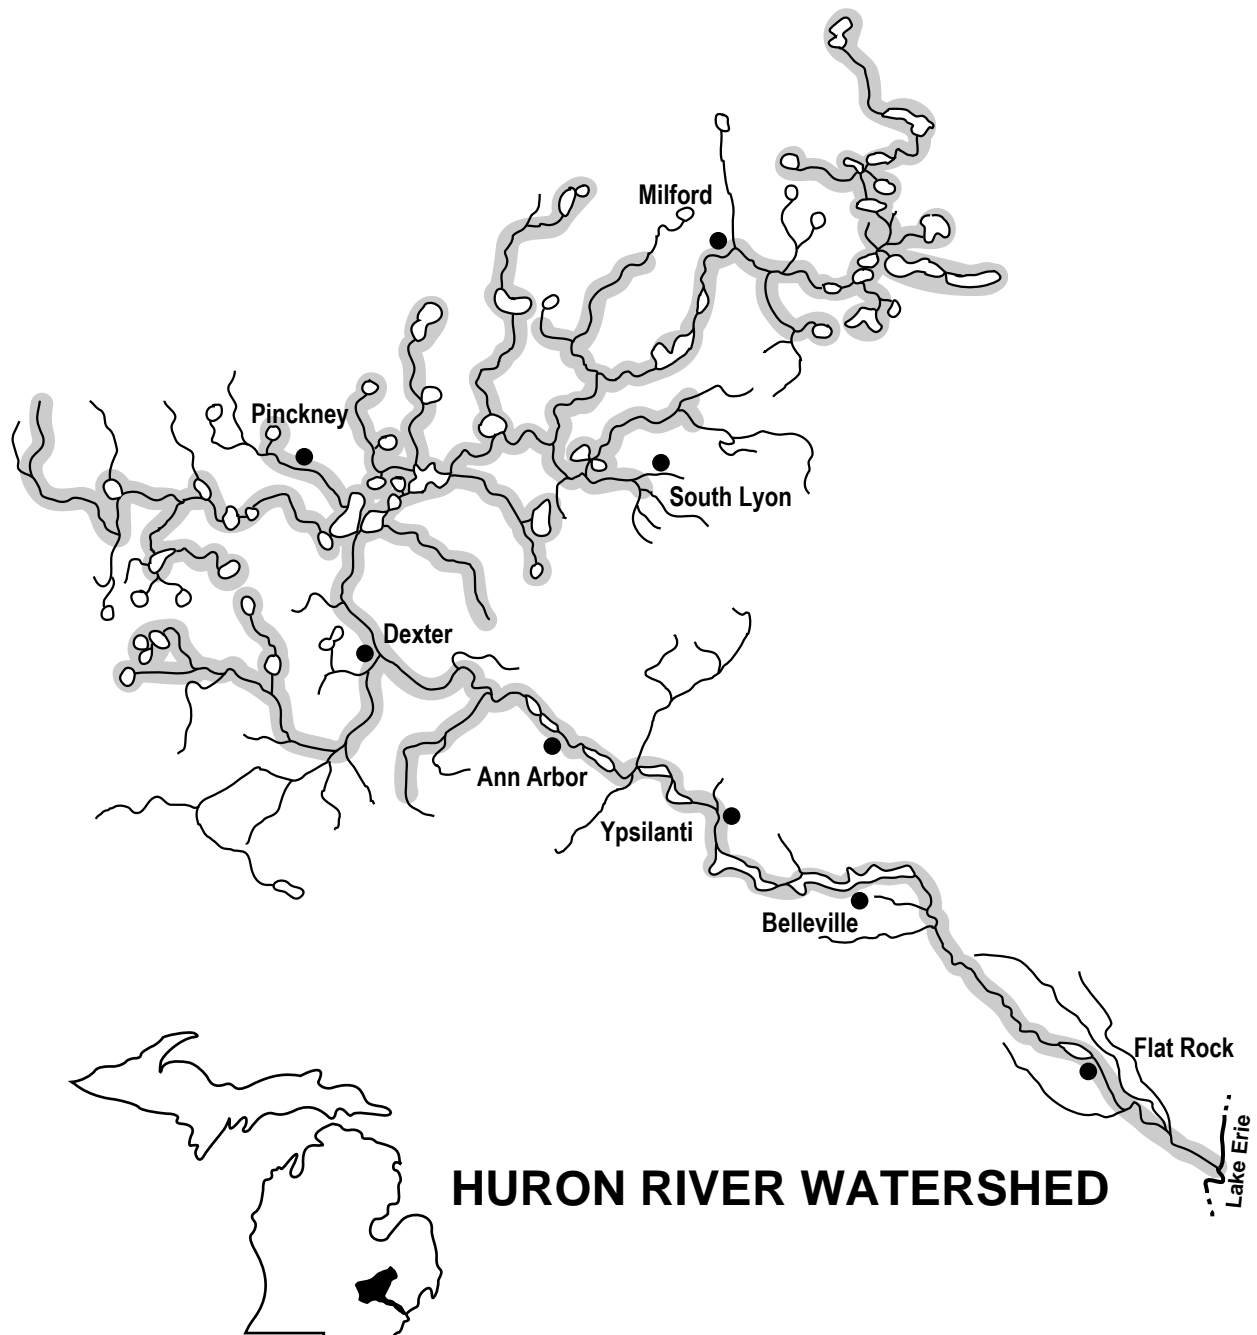 Milford
Pinckney
South Lyon
Dexter
Ann Arbor
Ypsilanti
Belleville
Flat Rock
Lake Erie
HURON RIVER WATERSHED